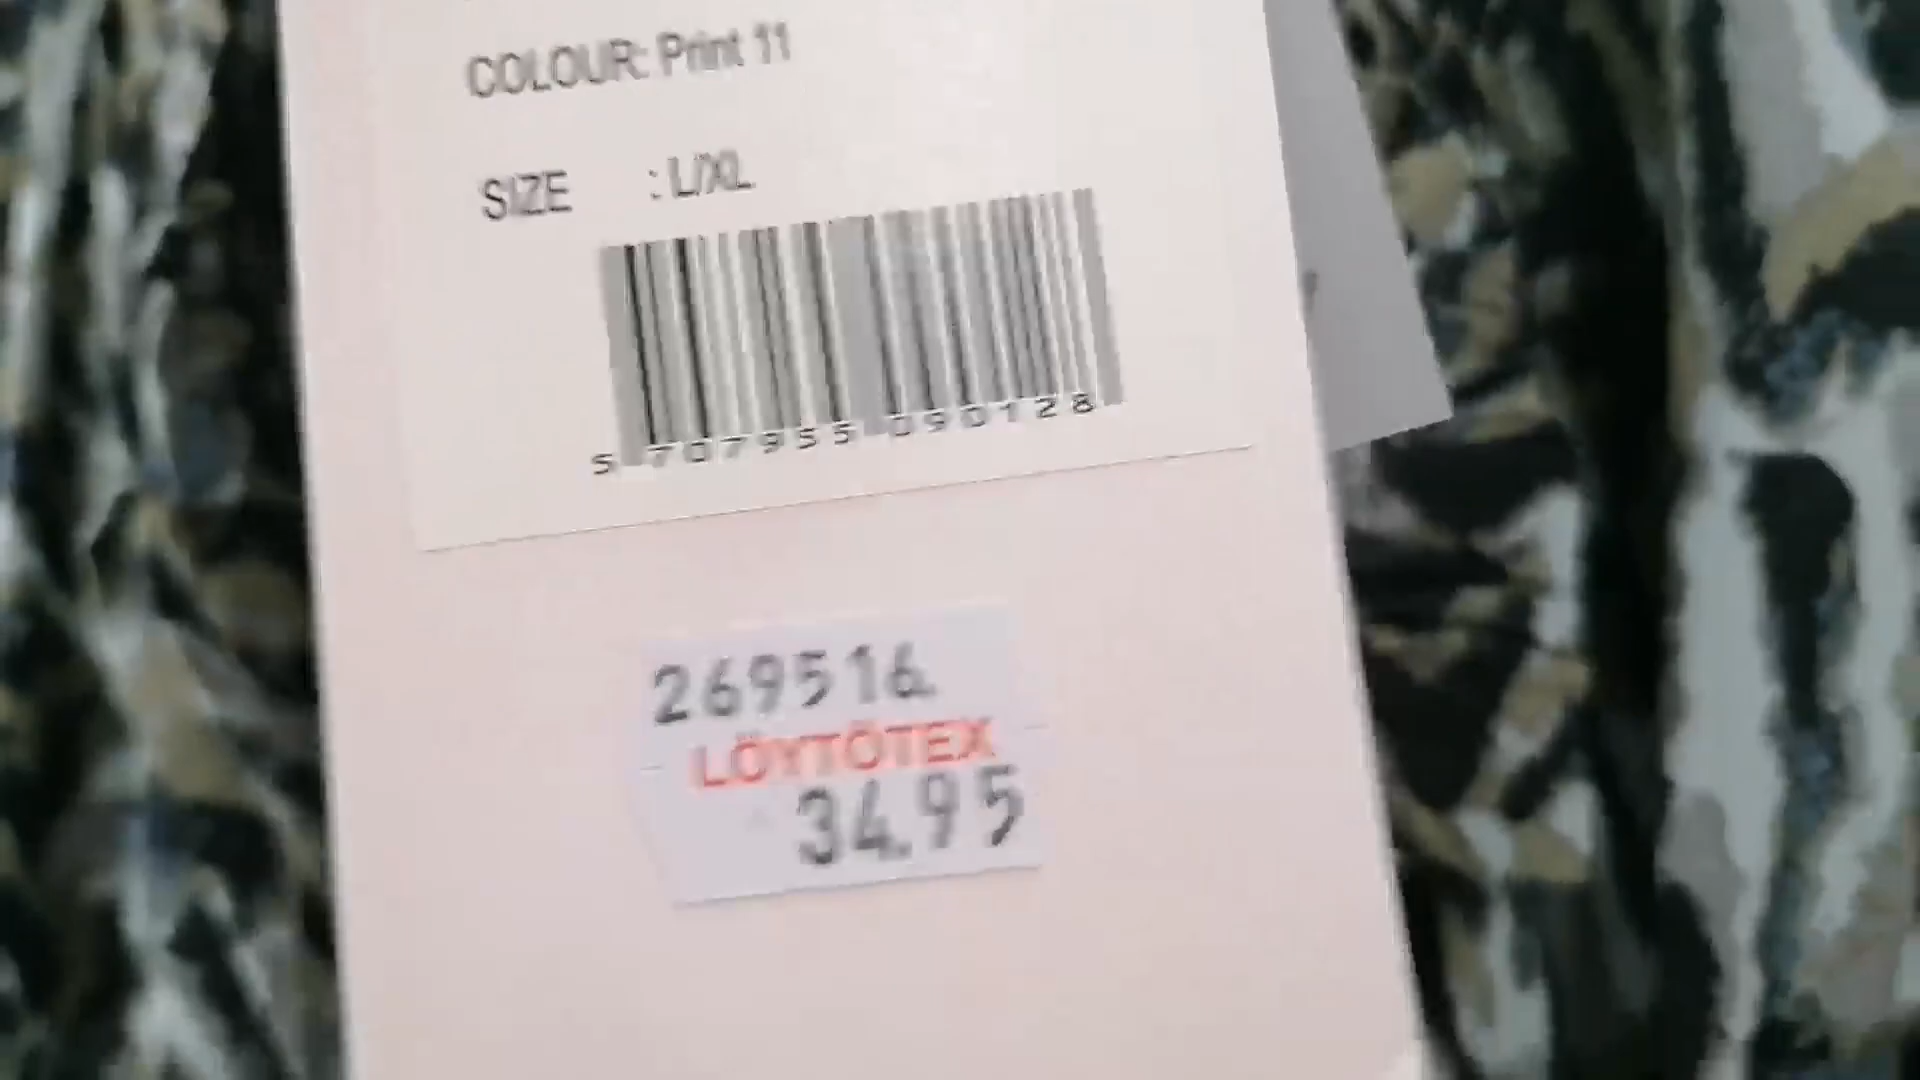 COLOUR: Print 11
SIZE : L/XL
5 707955 090128
269516.
LÖYTÖTEX
34.95